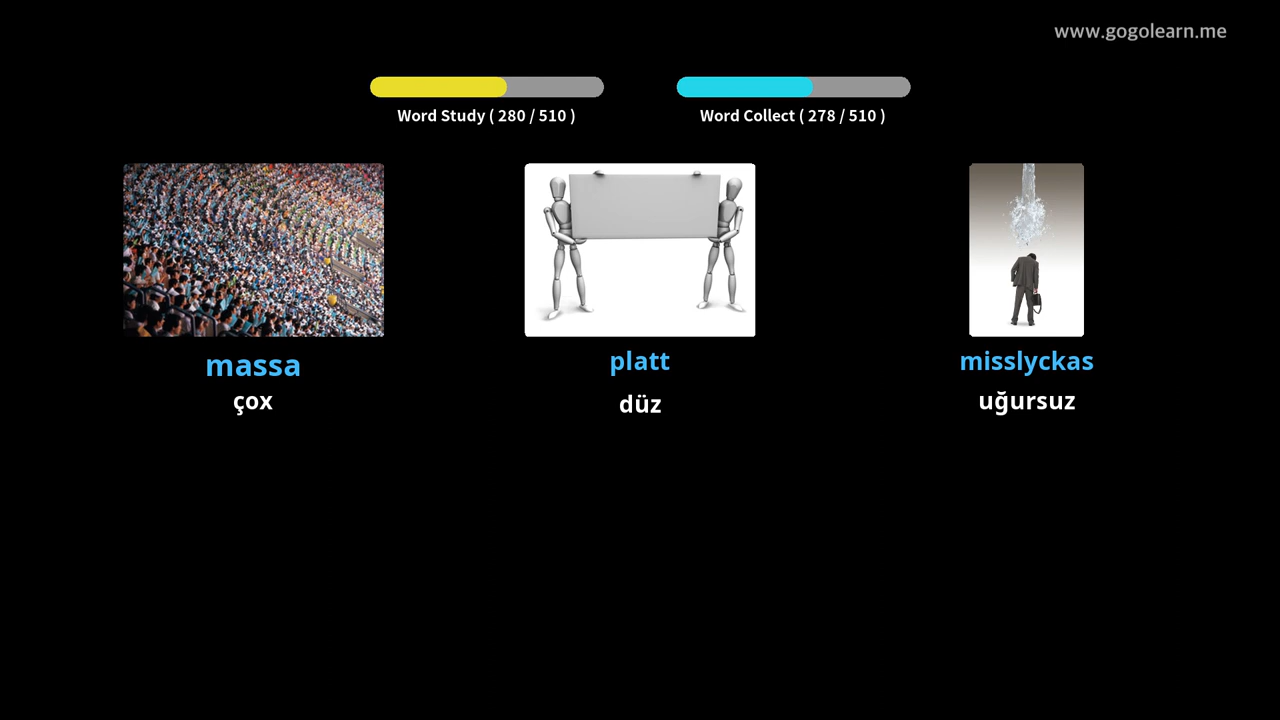 www.gogolearn.me
Word Study ( 280 / 510 )
Word Collect ( 278 / 510 )
massa
platt
misslyckas
çox
düz
uğursuz